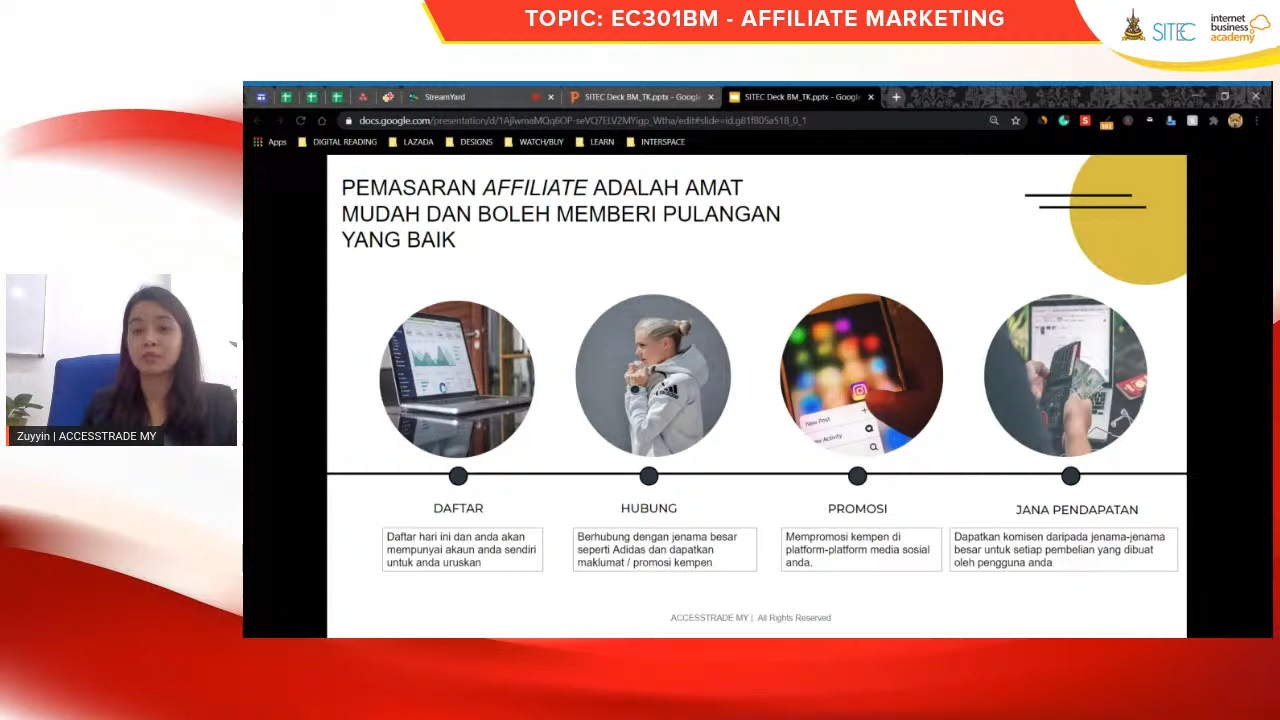 TOPIC: EC301BM - AFFILIATE MARKETING
SITEC
internet
business
academy
StreamYard
SITEC Deck BM_TK.pptx - Googl
SITEC Deck BM_TK.pptx - Googl
Apps
DIGITAL READING
LAZADA
DESIGNS
WATCH/BUY
LEARN
INTERSPACE
PEMASARAN AFFILIATE ADALAH AMAT
MUDAH DAN BOLEH MEMBERI PULANGAN
YANG BAIK
New Post
Activity
Zuyyin | ACCESSTRADE MY
DAFTAR
HUBUNG
PROMOSI
JANA PENDAPATAN
Daftar hari ini dan anda akan
mempunyai akaun anda sendiri
untuk anda uruskan
Berhubung dengan jenama besar
seperti Adidas dan dapatkan
maklumat / promosi kempen
Mempromosi kempen di
platform-platform media sosial
anda.
Dapatkan komisen daripada jenama-jenama
besar untuk setiap pembelian yang dibuat
oleh pengguna anda
ACCESSTRADE MY | All Rights Reserved